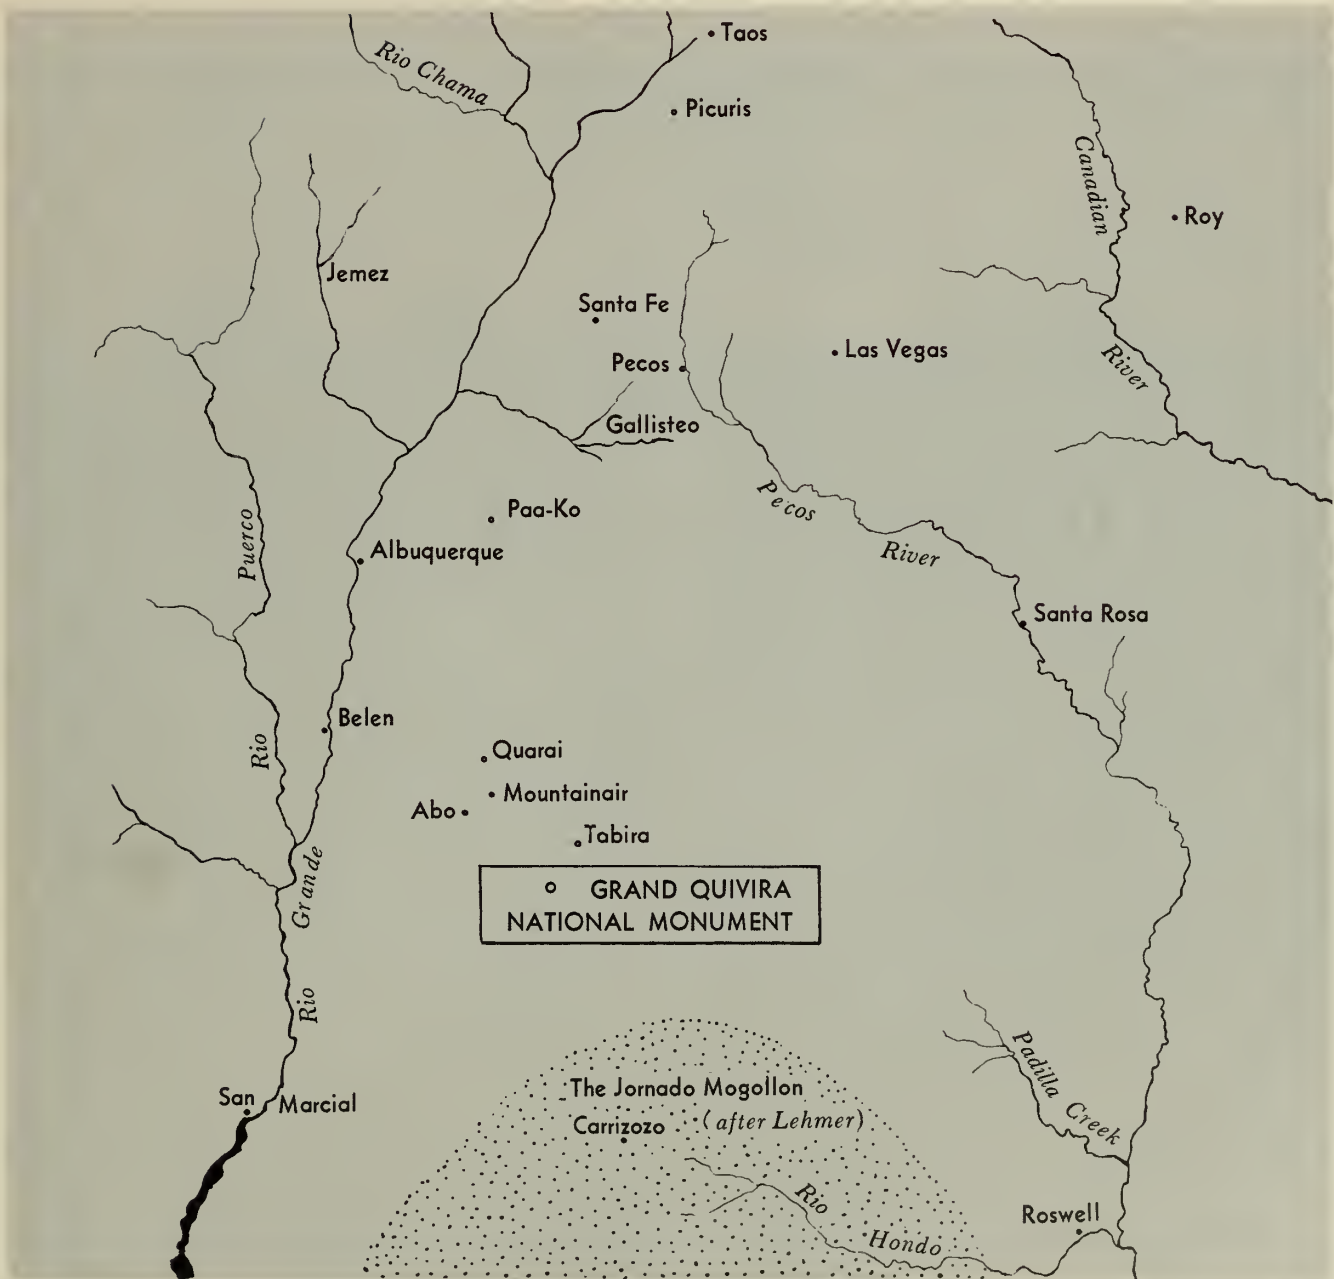 Taos
Rio Chama
Picuris
Canadian
Roy
Jemez
Santa Fe
Las Vegas
River
Pecos
Gallisteo
Pecos
Paa-Ko
Puerco
River
Albuquerque
Santa Rosa
Belen
Rio
Quarai
Mountainair
Abo
Tabira
GRAND QUIVIRA
NATIONAL MONUMENT
Grande
Rio
Padilla Creek
The Jornado Mogollon
San Marcial
(after Lehmer)
Carrizozo
Rio
Roswell
Hondo